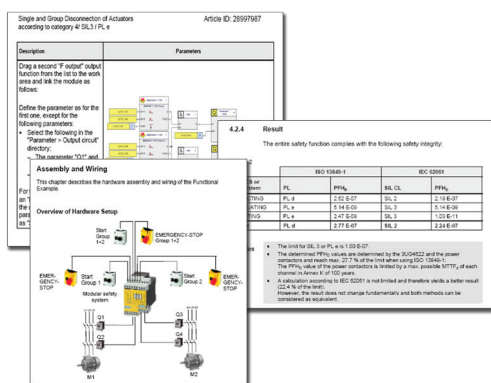 Single and Group Disconnection of Actuators
according to category 4/ SIL3 / PL e
Article ID: 28997987
Description
Parameters
Drag a second "F output" output
function from the list to the work
area and link the module as
follows:
Define the parameter as for the
first one, except for the
following parameters:
• Select the following in the
"Parameter > Output circuit"
directory:
The parameter "Q1" and
4.2.4 Result
The entire safety function complies with the following safety integrity:
ISO 13849-1
IEC 62061
PL
PFHD
SIL CL
PFHD
PL d
2.52 E-07
SIL 2
2.19 E-07
PL e
5.14 E-09
SIL 3
5.14 E-09
PL e
2.47 E-08
SIL 3
1.03 E-11
PL d
2.77 E-07
SIL 2
2.24 E-07
• The limit for SIL 3 or PL e is 1.03 E-07.
• The determined PFHD values are determined by the 3UG4622 and the power
contactors and reach max. 27.7 % of the limit when using ISO 13849-1:
The PFHD value of the power contactors is limited by a max. possible MTTFd of each
channel in Annex K of 100 years.
• A calculation according to IEC 62061 is not limited and therefore yields a better result
(22.4 % of the limit).
However, the result does not change fundamentally and both methods can be
considered as equivalent.
Assembly and Wiring
This chapter describes the hardware assembly and wiring of the Functional
Example.
Overview of Hardware Setup
Start
Group
1+2
EMERGENCY-STOP
Group 1+2
EMER-
GENCY-
STOP
Start
Group 1
Modular safety
system
Start
Group 2
EMER-
GENCY-
STOP
Q1
Q2
Q3
Q4
M1
M2